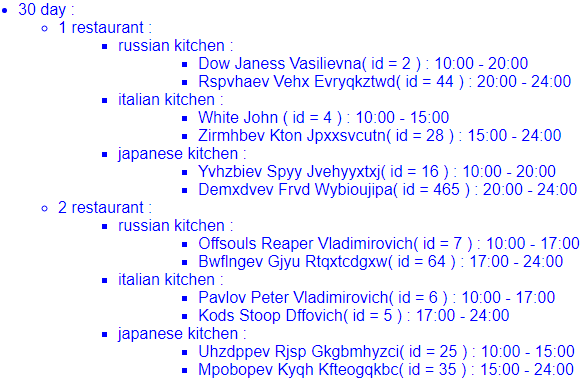 30 day :
1 restaurant :
russian kitchen :
Dow Janess Vasilievna( id = 2 ) : 10:00 - 20:00
Rspvhaev Vehx Evryqkztwd( id = 44 ) : 20:00 - 24:00
italian kitchen :
White John ( id = 4 ) : 10:00 - 15:00
Zirmhbev Kton Jpxxsvcutn( id = 28 ) : 15:00 - 24:00
japanese kitchen :
Yvhzbiev Spyy Jvehyyxtxj( id = 16 ) : 10:00 - 20:00
Demxdvev Frvd Wybioujipa( id = 465 ) : 20:00 - 24:00
2 restaurant :
russian kitchen :
Offsouls Reaper Vladimirovich( id = 7 ) : 10:00 - 17:00
Bwflngev Gjyu Rtqxtcdgxw( id = 64 ) : 17:00 - 24:00
italian kitchen :
Pavlov Peter Vladimirovich( id = 6 ) : 10:00 - 17:00
Kods Stoop Dffovich( id = 5 ) : 17:00 - 24:00
japanese kitchen :
Uhzdppev Rjsp Gkgbmhyzci( id = 25 ) : 10:00 - 15:00
Mpobopev Kyqh Kfteogqkbc( id = 35 ) : 15:00 - 24:00